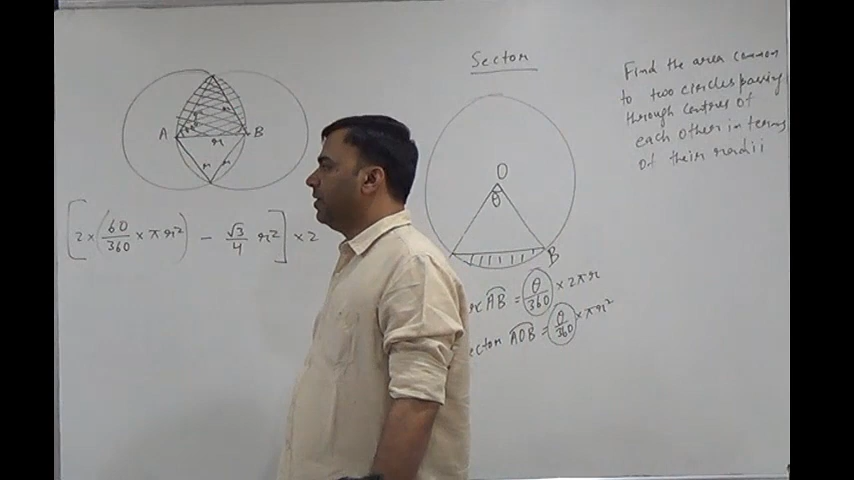 Sector
Find the area common
to two circles passing
through centres of
each other in terms
of their radii
A
B
r
r
r
[2 × (60/360 × πr²) - √3/4 r²] × 2
O
θ
B
AB = θ/360 × 2πr
ector AOB = θ/360 × πr²